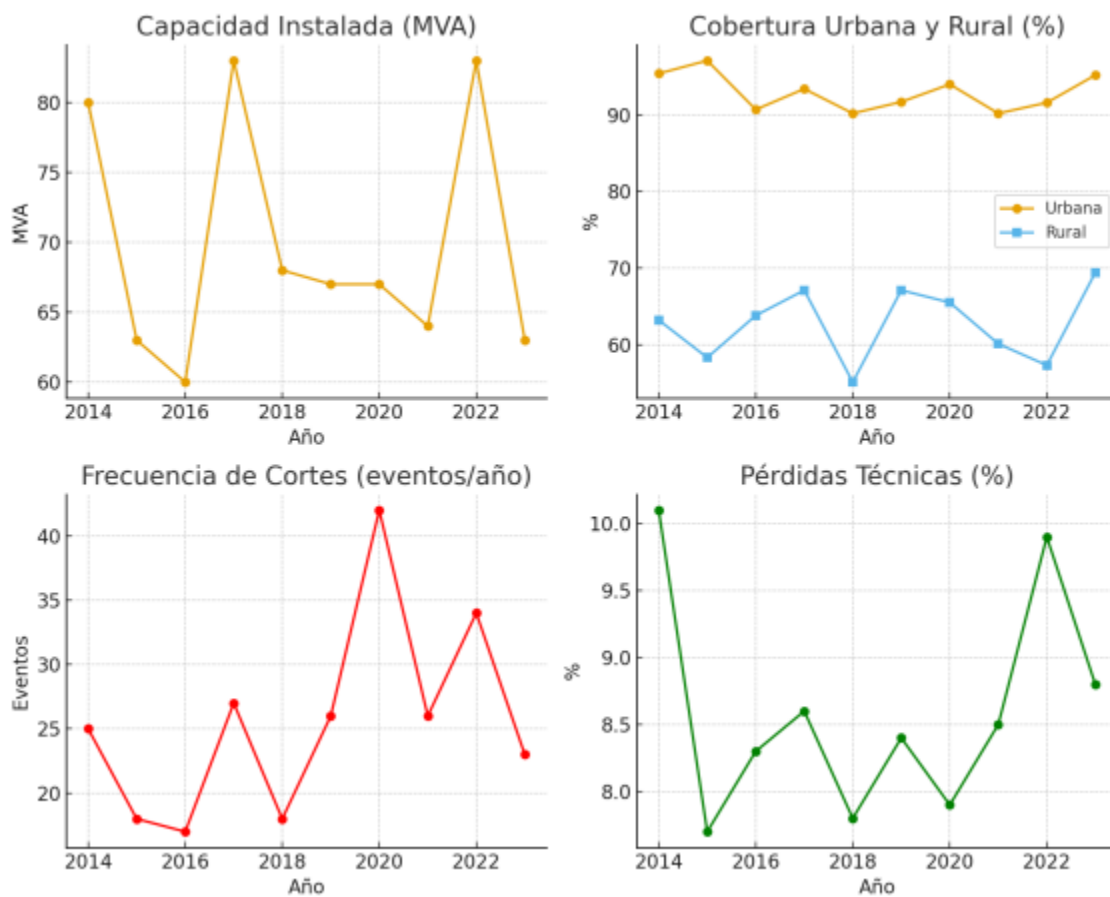 Capacidad Instalada (MVA)
80
75
70
65
60
MVA
2014 2016 2018 2020 2022
Año
Cobertura Urbana y Rural (%)
90
80
70
60
%
Urbana
Rural
2014 2016 2018 2020 2022
Año
Frecuencia de Cortes (eventos/año)
40
35
30
25
20
Eventos
2014 2016 2018 2020 2022
Año
Pérdidas Técnicas (%)
10.0
9.5
9.0
8.5
8.0
%
2014 2016 2018 2020 2022
Año